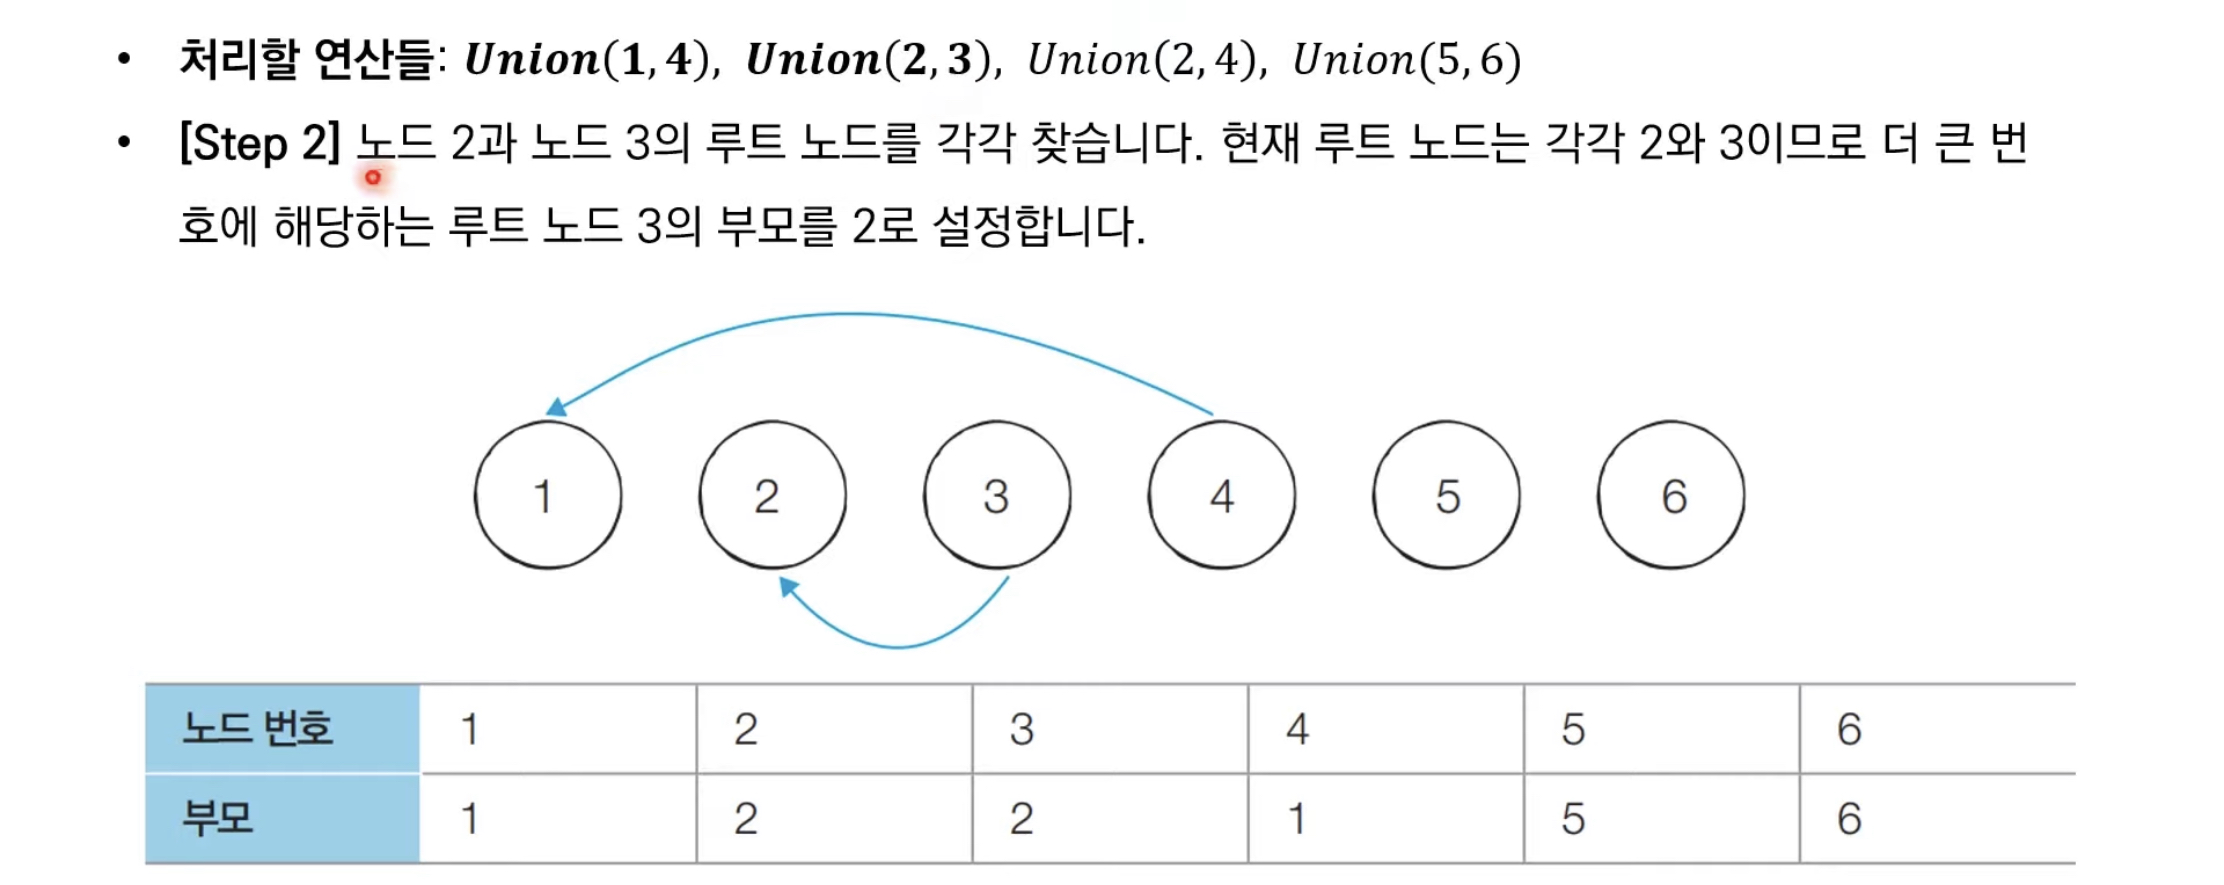 • 처리할 연산들: Union(1,4), Union(2,3), Union(2,4), Union(5,6)
• [Step 2] 노드 2과 노드 3의 루트 노드를 각각 찾습니다. 현재 루트 노드는 각각 2와 3이므로 더 큰 번
호에 해당하는 루트 노드 3의 부모를 2로 설정합니다.
1 2 3 4 5 6
노드 번호 1 2 3 4 5 6
부모 1 2 2 1 5 6